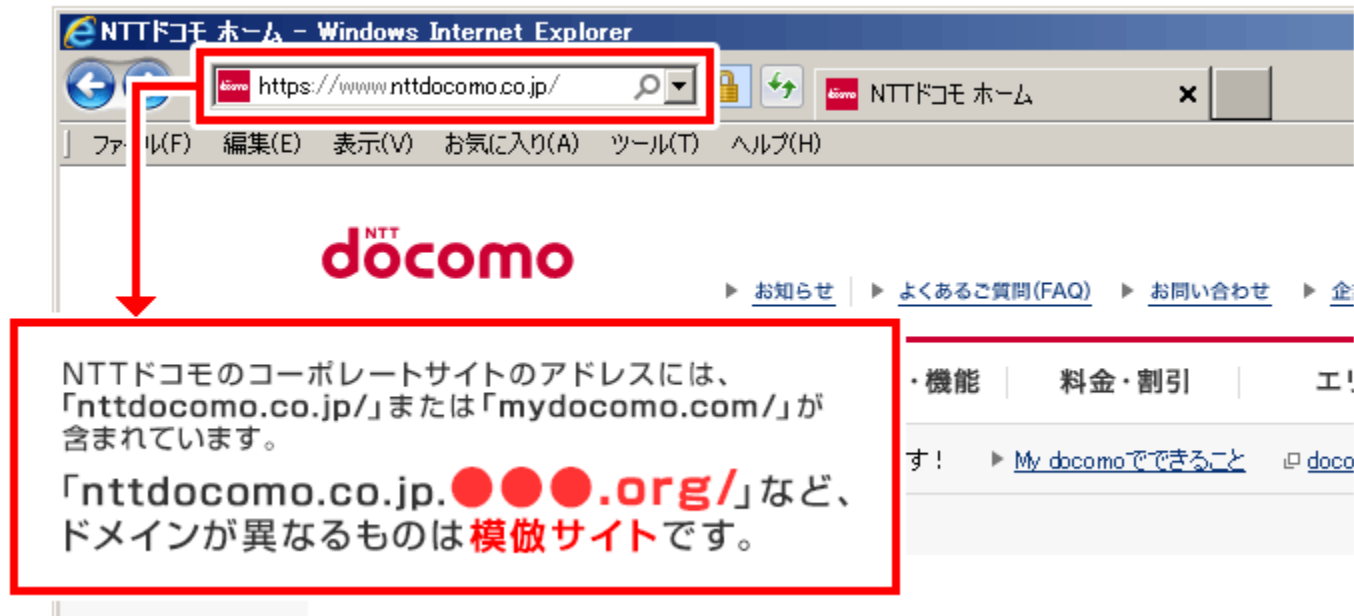 NTTドコモ ホーム - Windows Internet Explorer
docomo https://www.nttdocomo.co.jp/
docomo NTTドコモ ホーム
編集(E) 表示(V) お気に入り(A) ツール(T) ヘルプ(H)
NTT
docomo
お知らせ よくあるご質問(FAQ) お問い合わせ 企
NTTドコモのコーポレートサイトのアドレスには、
「nttdocomo.co.jp/」または「mydocomo.com/」が
含まれています。
「nttdocomo.co.jp.●●●.org/」など、
ドメインが異なるものは模倣サイトです。
・機能 料金・割引 エリ
す! My docomoでできること doco